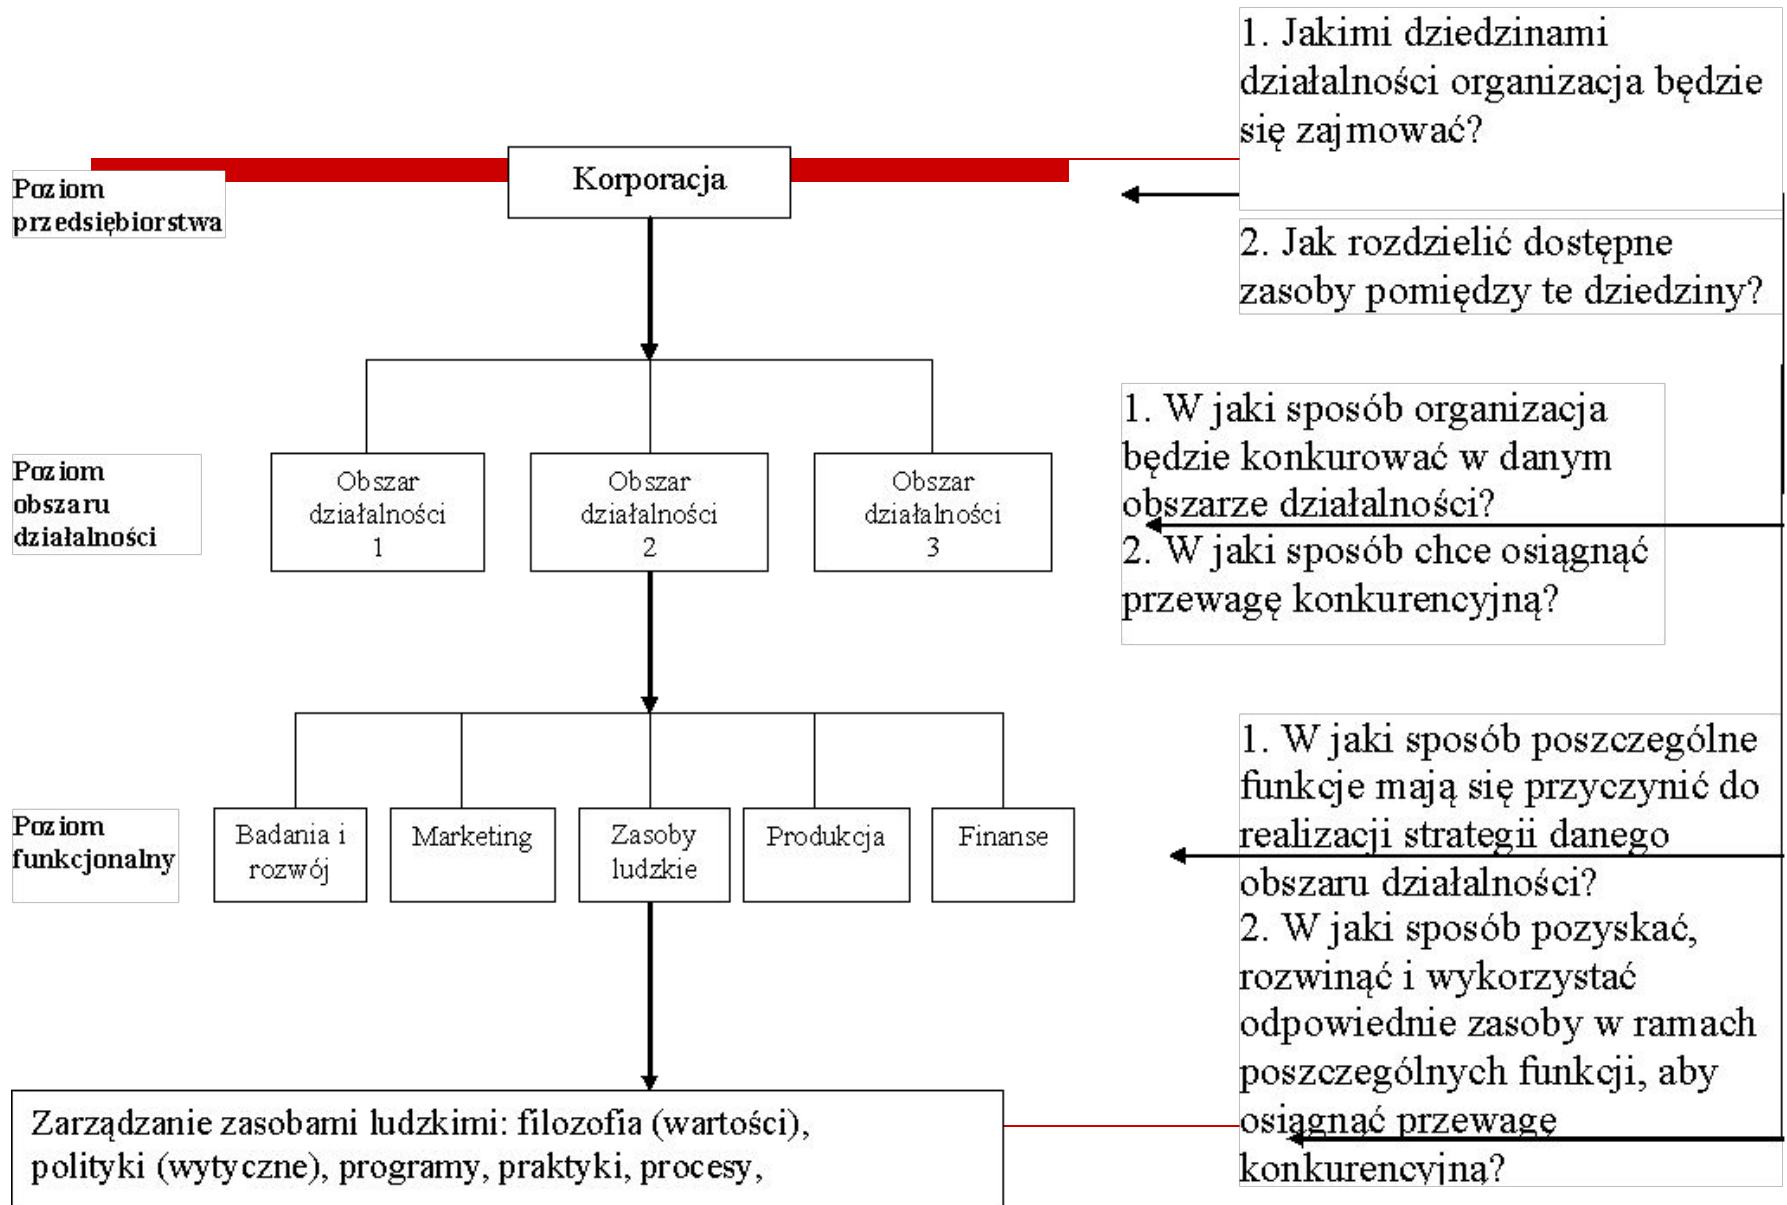 1. Jakimi dziedzinami
działalności organizacja będzie
się zajmować?
Korporacja
Poziom
przedsiębiorstwa
2. Jak rozdzielić dostępne
zasoby pomiędzy te dziedziny?
Poziom
obszaru
działalności
Obszar
działalności
1
Obszar
działalności
2
Obszar
działalności
3
1. W jaki sposób organizacja
będzie konkurować w danym
obszarze działalności?
2. W jaki sposób chce osiągnąć
przewagę konkurencyjną?
Poziom
funkcjonalny
Badania i
rozwój
Marketing
Zasoby
ludzkie
Produkcja
Finanse
1. W jaki sposób poszczególne
funkcje mają się przyczynić do
realizacji strategii danego
obszaru działalności?
2. W jaki sposób pozyskać,
rozwinąć i wykorzystać
odpowiednie zasoby w ramach
poszczególnych funkcji, aby
osiągnąć przewagę
konkurencyjną?
Zarządzanie zasobami ludzkimi: filozofia (wartości),
polityki (wytyczne), programy, praktyki, procesy,